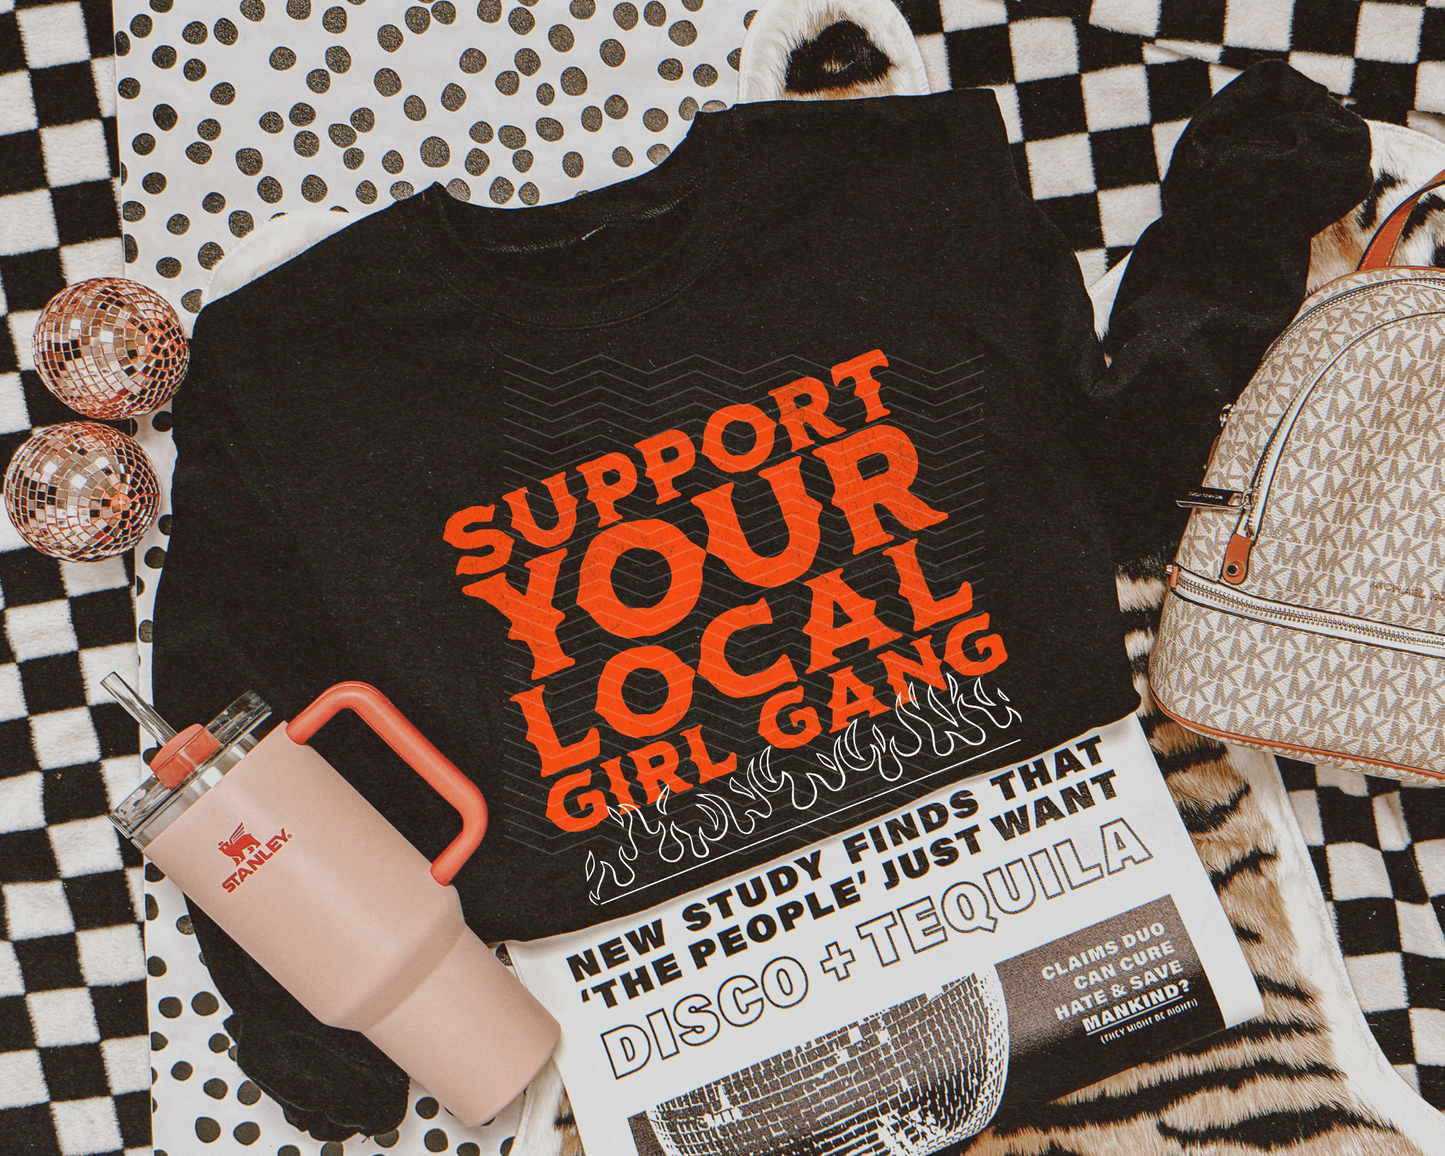 SUPPORT
YOUR
LOCAL
GIRL GANG
STANLEY
NEW STUDY FINDS THAT
'THE PEOPLE' JUST WANT
DISCO + TEQUILA
CLAIMS DUO
CAN CURE
HATE & SAVE
MANKIND?
(THEY MIGHT BE RIGHT!)